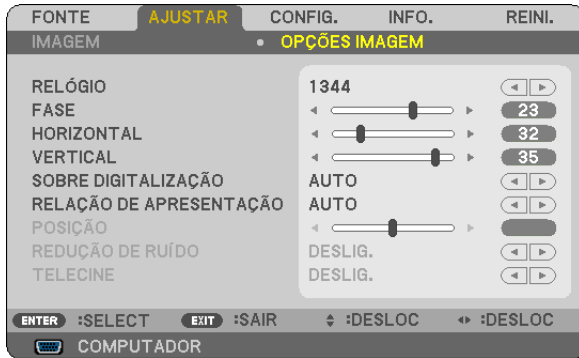 FONTE AJUSTAR CONFIG. INFO. REINI.
IMAGEM • OPÇÕES IMAGEM
RELÓGIO 1344
FASE 23
HORIZONTAL 32
VERTICAL 35
SOBRE DIGITALIZAÇÃO AUTO
RELAÇÃO DE APRESENTAÇÃO AUTO
POSIÇÃO
REDUÇÃO DE RUÍDO DESLIG.
TELECINE DESLIG.
ENTER :SELECT EXIT :SAIR :DESLOC :DESLOC
COMPUTADOR